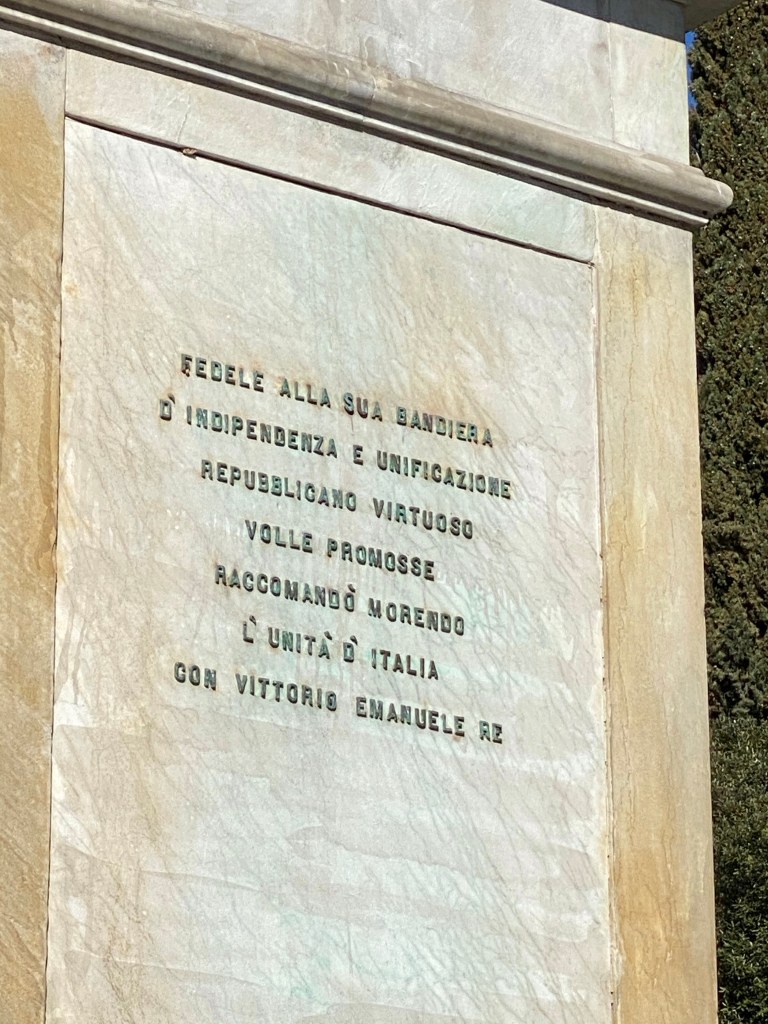 FEDELE ALLA SUA BANDIERA
D' INDIPENDENZA E UNIFICAZIONE
REPUBBLICANO VIRTUOSO
VOLLE PROMOSSE
RACCOMANDÒ MORENDO
L' UNITÀ D' ITALIA
CON VITTORIO EMANUELE RE